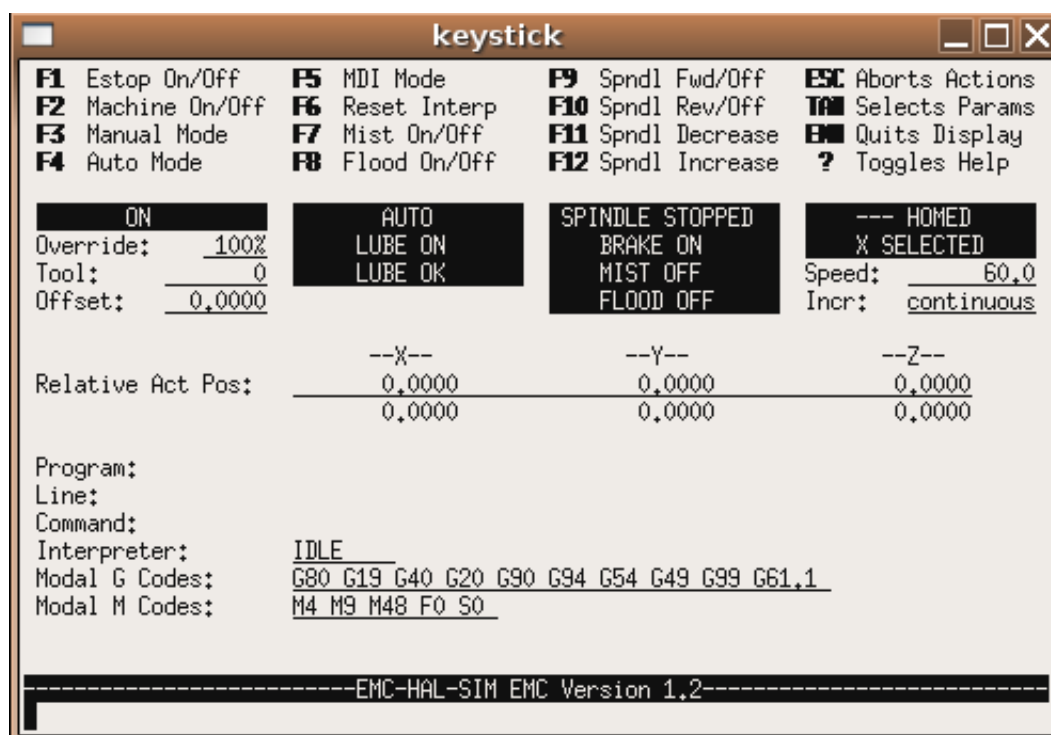 keystick
F1 Estop On/Off F5 MDI Mode F9 Spndl Fwd/Off ESC Aborts Actions
F2 Machine On/Off F6 Reset Interp F10 Spndl Rev/Off TAB Selects Params
F3 Manual Mode F7 Mist On/Off F11 Spndl Decrease END Quits Display
F4 Auto Mode F8 Flood On/Off F12 Spndl Increase ? Toggles Help
ON AUTO SPINDLE STOPPED --- HOMED
Override: 100% LUBE ON BRAKE ON X SELECTED
Tool: 0 LUBE OK MIST OFF Speed: 60.0
Offset: 0.0000 FLOOD OFF Incr: continuous
--X-- --Y-- --Z--
Relative Act Pos: 0.0000 0.0000 0.0000
0.0000 0.0000 0.0000
Program:
Line:
Command:
Interpreter: IDLE
Modal G Codes: G80 G19 G40 G20 G90 G94 G54 G49 G99 G61.1
Modal M Codes: M4 M9 M48 F0 S0
-------------------------EMC-HAL-SIM EMC Version 1.2--------------------------